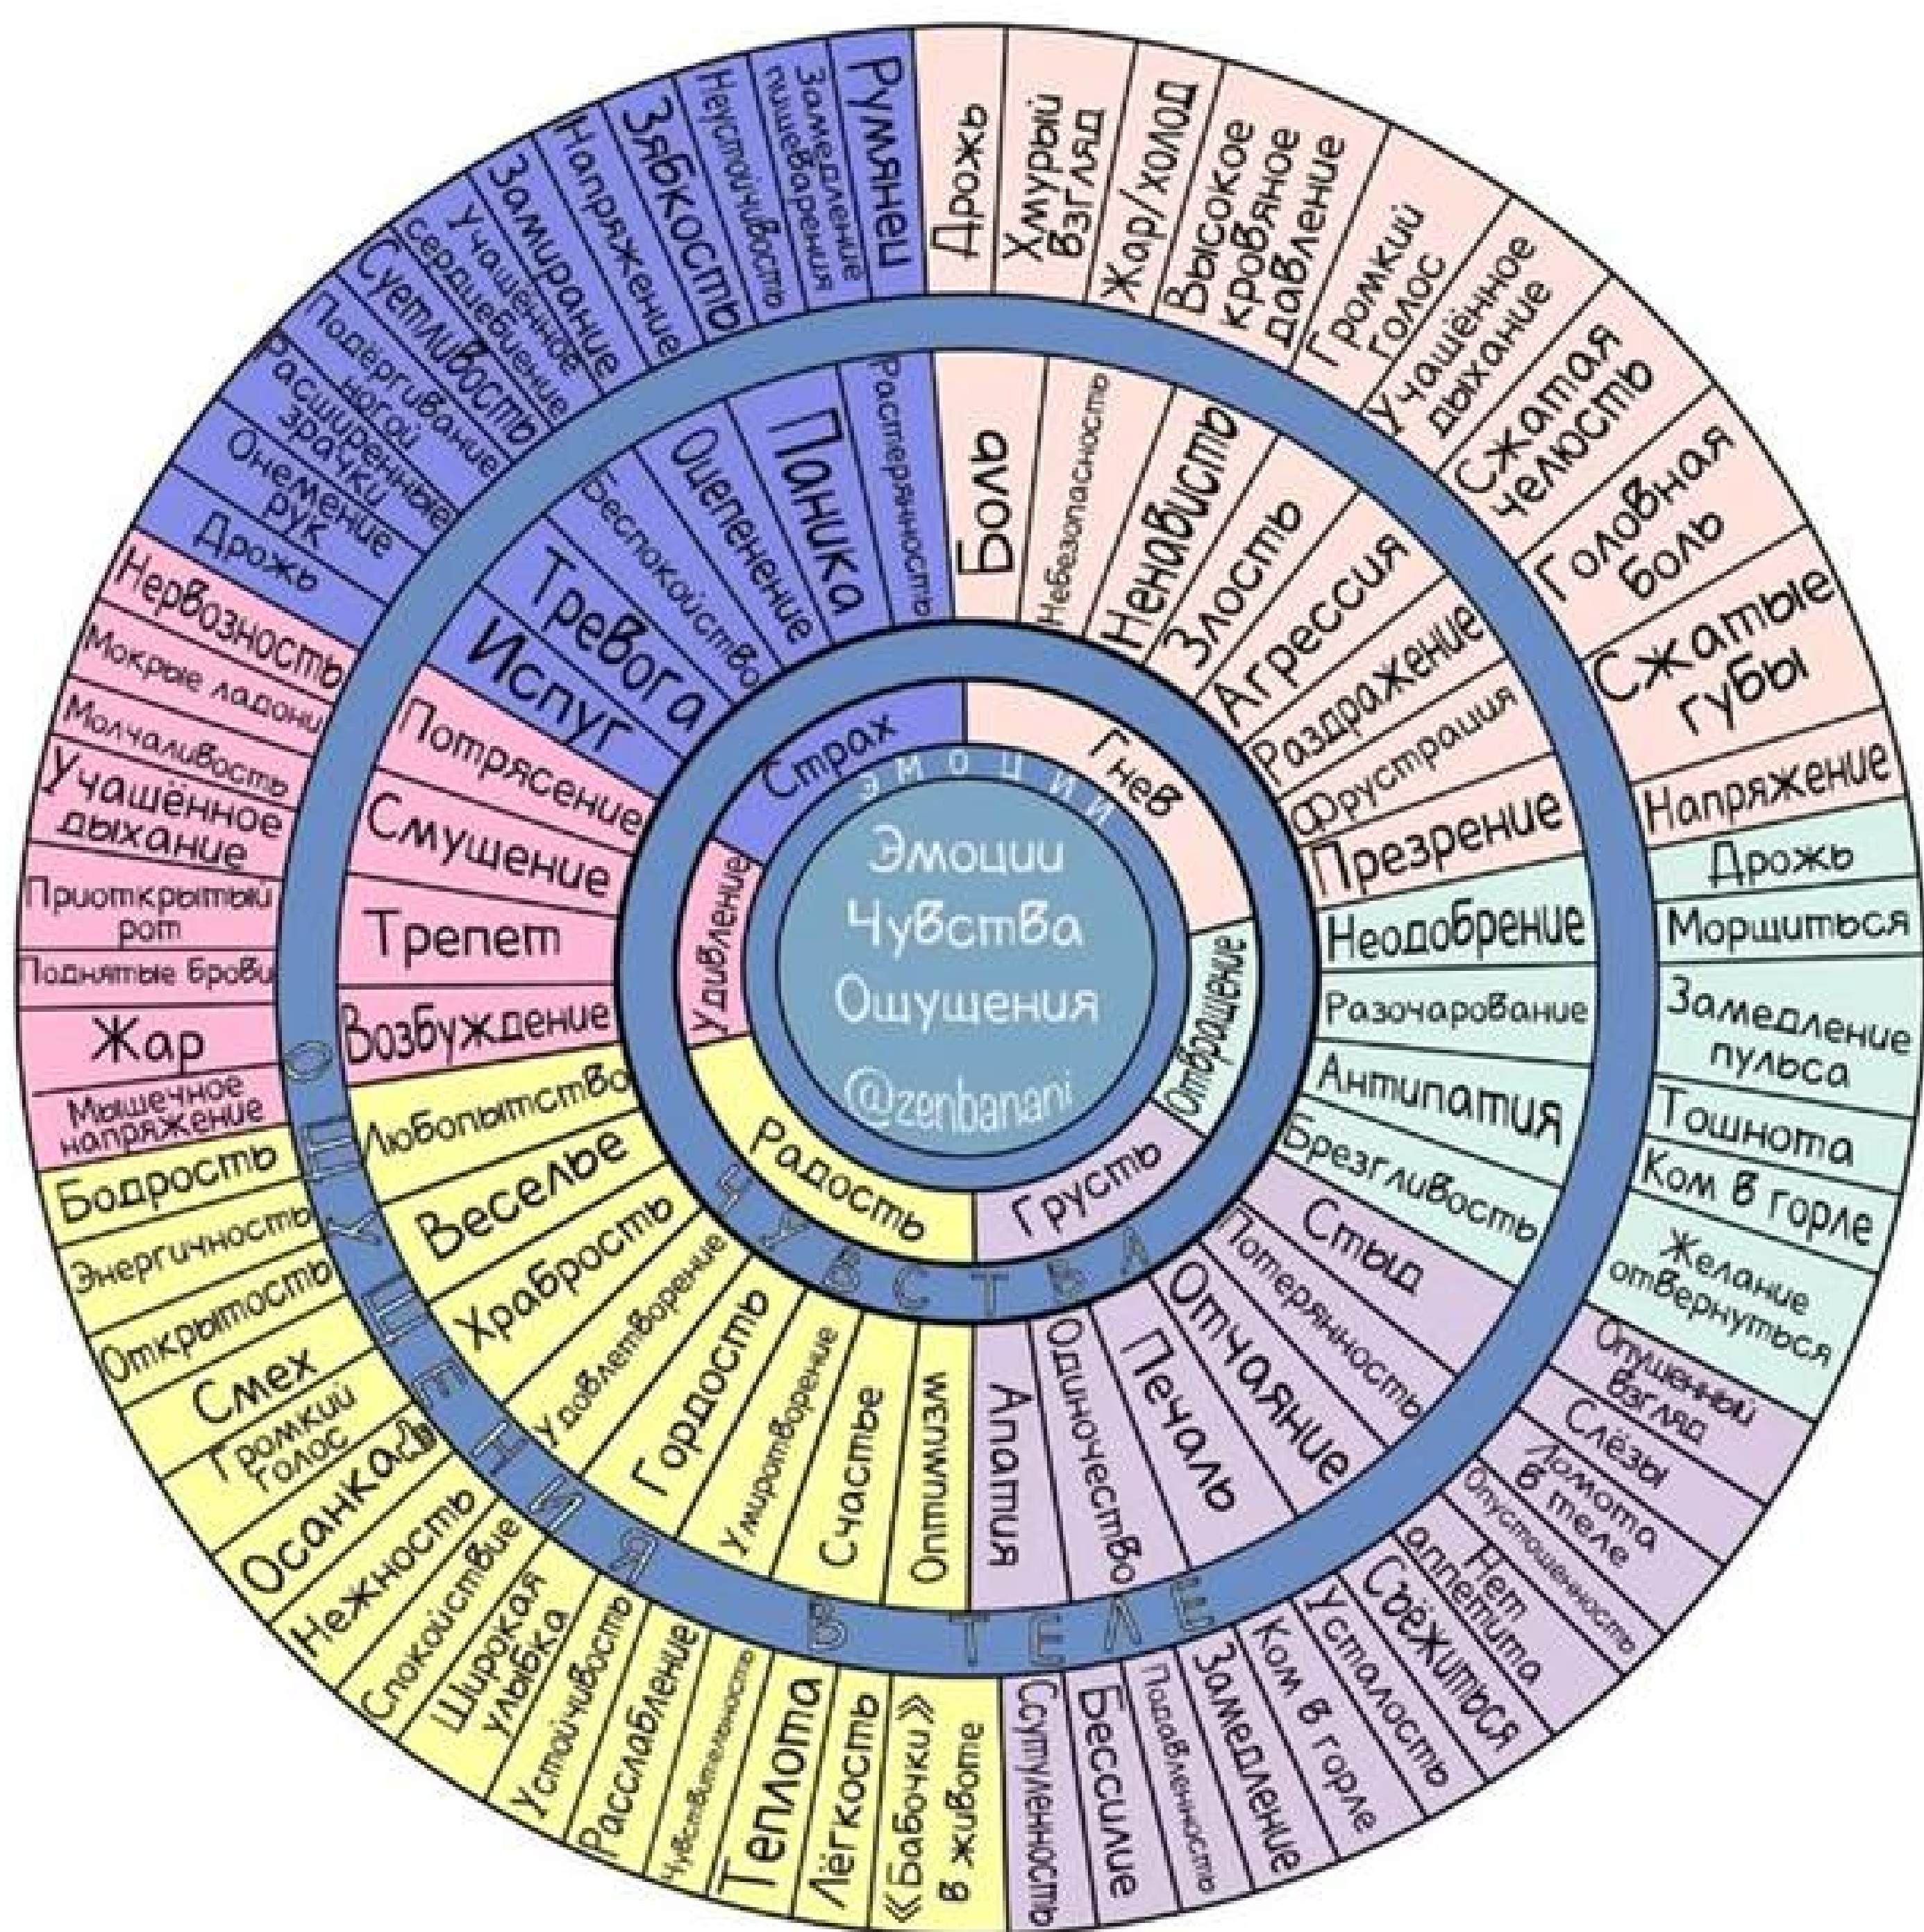 Эмоции
Чувства
Ощущения
@zenbanani
ЭМОЦИИ
Гнев
Отвращение
Грусть
Радость
Удивление
Страх
ЧУВСТВА
Боль
Небезопасность
Ненависть
Злость
Агрессия
Раздражение
Фрустрация
Презрение
Неодобрение
Разочарование
Антипатия
Брезгливость
Стыд
Потерянность
Отчаяние
Печаль
Одиночество
Апатия
Оптимизм
Счастье
Умиротворение
Гордость
Удовлетворение
Храбрость
Веселье
Любопытство
Возбуждение
Трепет
Смущение
Потрясение
Испуг
Тревога
Беспокойство
Оцепенение
Паника
Растерянность
ОЩУЩЕНИЯ В ТЕЛЕ
Дрожь
Хмурый
взгляд
Жар/холод
Высокое
кровяное
давление
Громкий
голос
Учащённое
дыхание
Сжатая
челюсть
Головная
боль
Сжатые
губы
Напряжение
Дрожь
Морщиться
Замедление
пульса
Тошнота
Ком в горле
Желание
отвернуться
Опущенный
взгляд
Слёзы
Ломота
в теле
Опустошенность
Нет
аппетита
Съёжиться
Усталость
Ком в горле
Замедление
Подавленность
Бессилие
Ссутуленность
«Бабочки»
в животе
Лёгкость
Теплота
Чувствительность
Расслабление
Устойчивость
Широкая
улыбка
Спокойствие
Нежность
Осанка
Громкий
голос
Смех
Открытость
Энергичность
Бодрость
Мышечное
напряжение
Жар
Поднятые брови
Приоткрытый
рот
Учащённое
дыхание
Молчаливость
Мокрые ладони
Нервозность
Дрожь
Онемение
рук
Расширенные
зрачки
Подёргивание
ногой
Суетливость
Учащённое
сердцебиение
Замирание
Напряжение
Зябкость
Неустойчивость
Замедление
пищеварения
Румянец